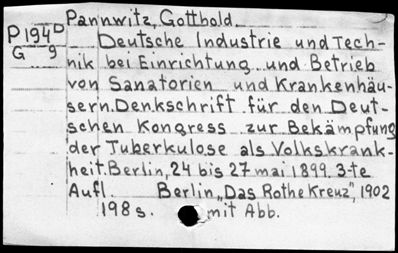 Pannwitz, Gottbold.
P194D
G 9
Deutsche Industrie und Tech-
nik bei Einrichtung und Betrieb
von Sanatorien und Krankenhäu-
sern. Denkschrift für den Deut-
schen Kongress zur Bekämpfung
der Tuberkulose als Volkskrank-
heit. Berlin, 24 bis 27 mai 1899. 3-te
Aufl. Berlin, „Das Rothe Kreuz", 1902
198 s. mit Abb.